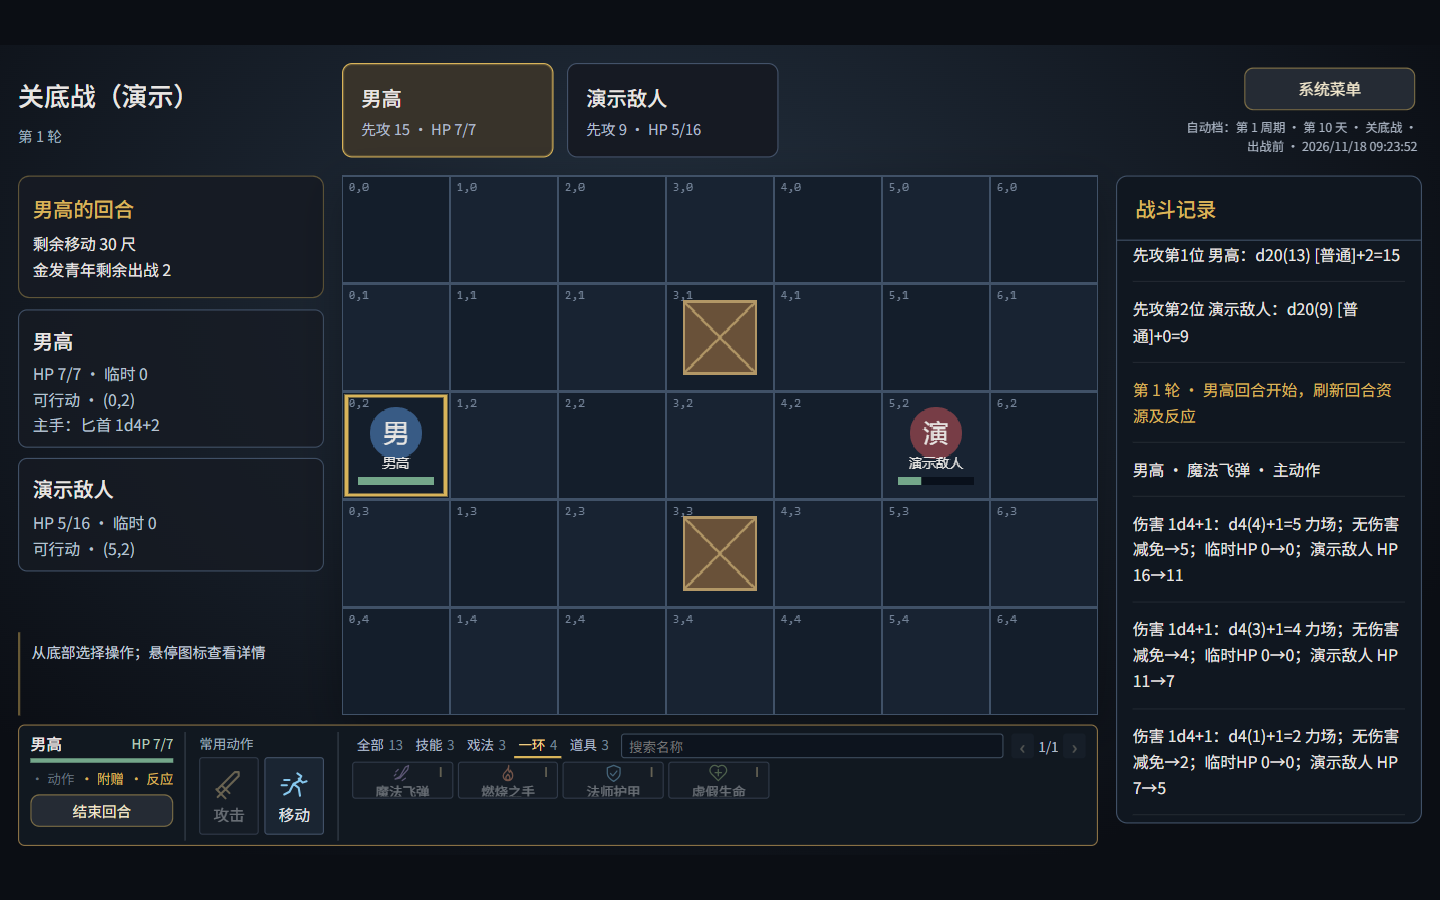 关底战（演示）
第 1 轮
男高
先攻 15 · HP 7/7
演示敌人
先攻 9 · HP 5/16
系统菜单
自动档：第 1 周期 · 第 10 天 · 关底战 ·
出战前 · 2026/11/18 09:23:52
男高的回合
剩余移动 30 尺
金发青年剩余出战 2
男高
HP 7/7 · 临时 0
可行动 · (0,2)
主手：匕首 1d4+2
演示敌人
HP 5/16 · 临时 0
可行动 · (5,2)
从底部选择操作；悬停图标查看详情
0,0 1,0 2,0 3,0 4,0 5,0 6,0
0,1 1,1 2,1 3,1 4,1 5,1 6,1
0,2 1,2 2,2 3,2 4,2 5,2 6,2
男 演
男高 演示敌人
0,3 1,3 2,3 3,3 4,3 5,3 6,3
0,4 1,4 2,4 3,4 4,4 5,4 6,4
战斗记录
先攻第1位 男高：d20(13) [普通]+2=15
先攻第2位 演示敌人：d20(9) [普
通]+0=9
第 1 轮 · 男高回合开始，刷新回合资
源及反应
男高 · 魔法飞弹 · 主动作
伤害 1d4+1：d4(4)+1=5 力场；无伤害
减免→5；临时HP 0→0；演示敌人 HP
16→11
伤害 1d4+1：d4(3)+1=4 力场；无伤害
减免→4；临时HP 0→0；演示敌人 HP
11→7
伤害 1d4+1：d4(1)+1=2 力场；无伤害
减免→2；临时HP 0→0；演示敌人 HP
7→5
男高 HP 7/7
· 动作 · 附赠 · 反应
结束回合
常用动作
攻击 移动
全部 13 技能 3 戏法 3 一环 4 道具 3 搜索名称 ‹ 1/1 ›
I I I I
魔法飞弹 燃烧之手 法师护甲 虚假生命